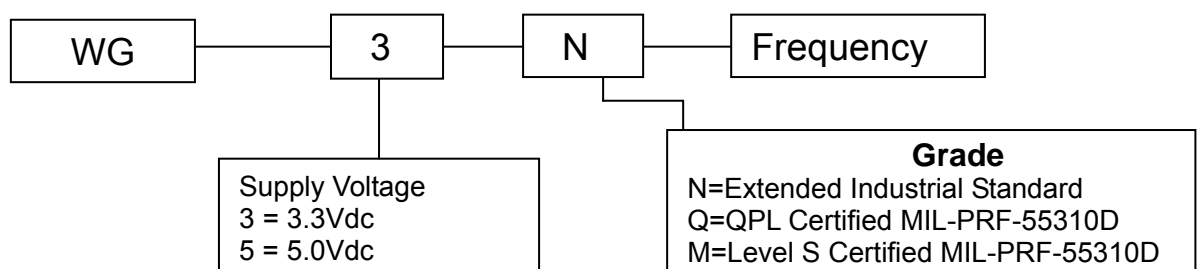 WG 3 N Frequency
Supply Voltage
3 = 3.3Vdc
5 = 5.0Vdc
Grade
N=Extended Industrial Standard
Q=QPL Certified MIL-PRF-55310D
M=Level S Certified MIL-PRF-55310D